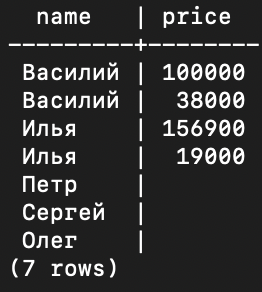 name | price
---------+--------
Василий | 100000
Василий | 38000
Илья | 156900
Илья | 19000
Петр |
Сергей |
Олег |
(7 rows)